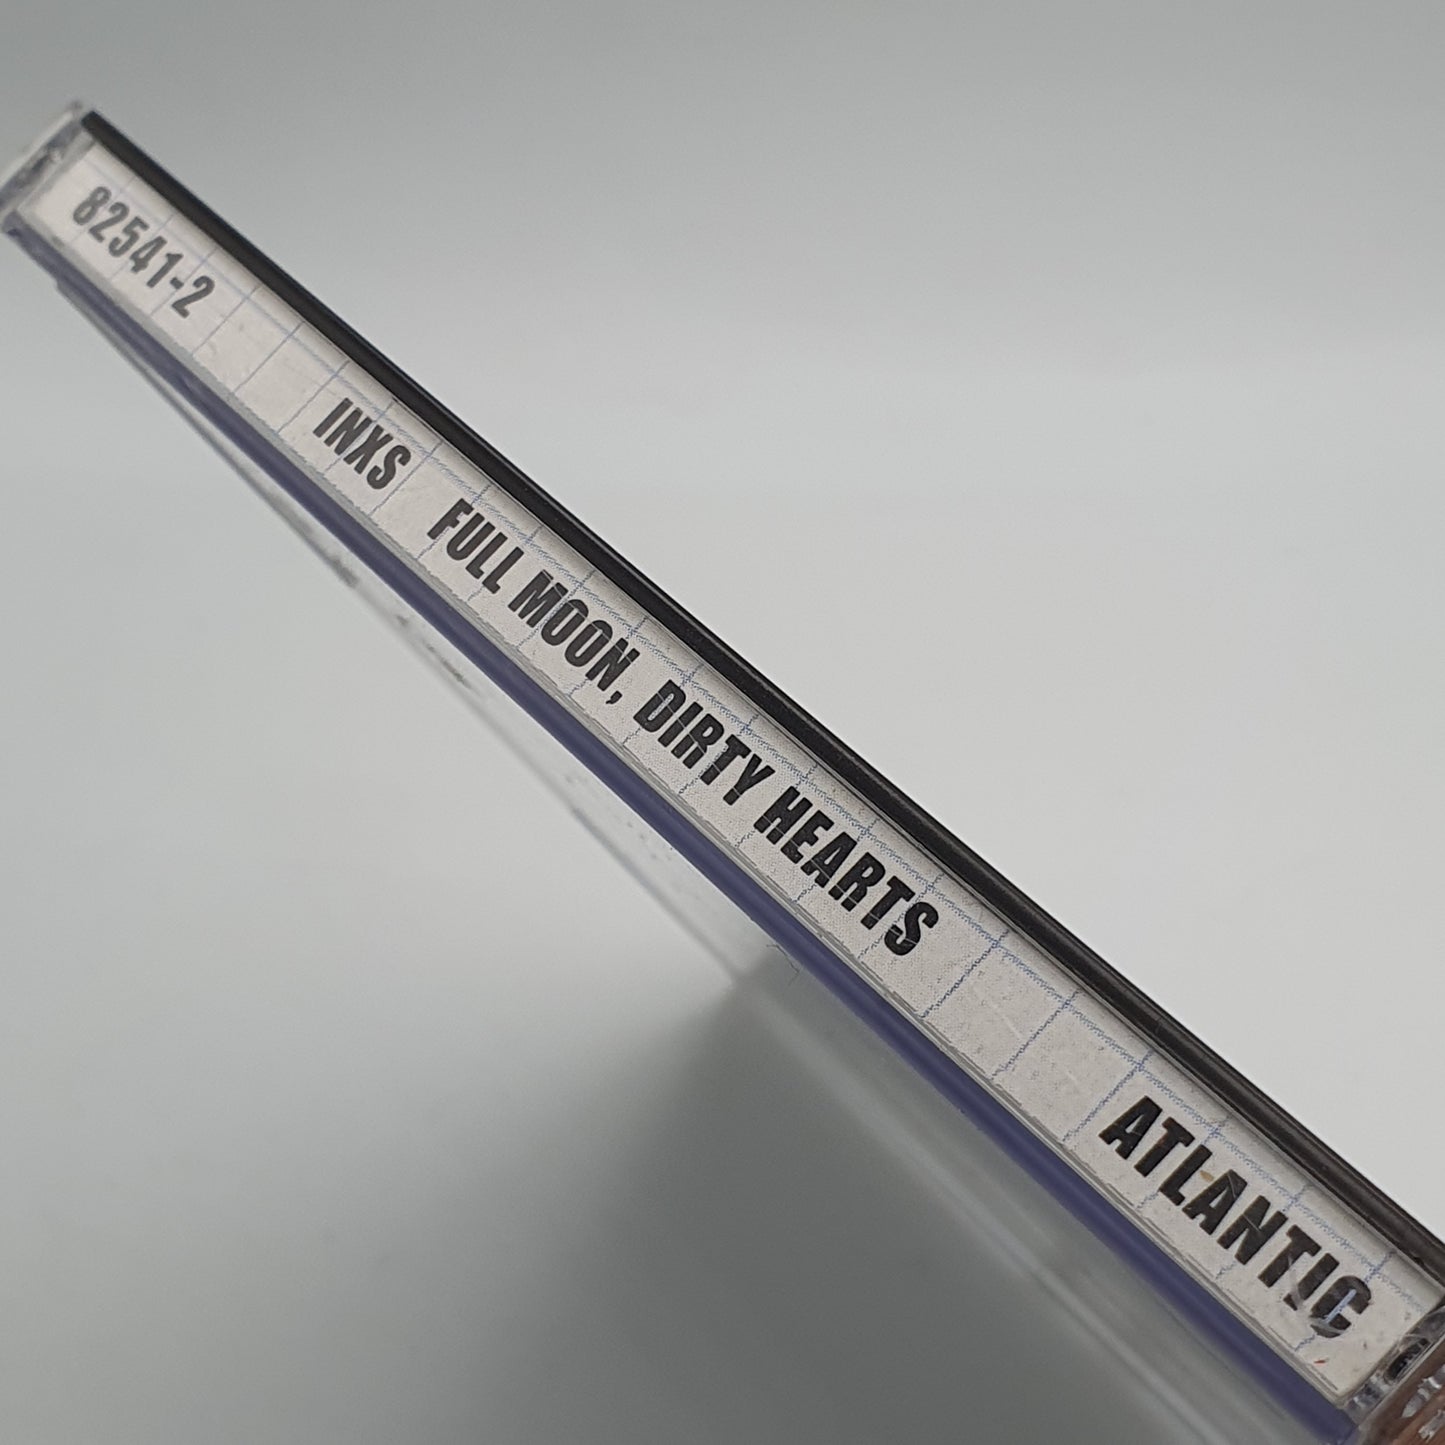 82541-2 INXS FULL MOON, DIRTY HEARTS ATLANTIC